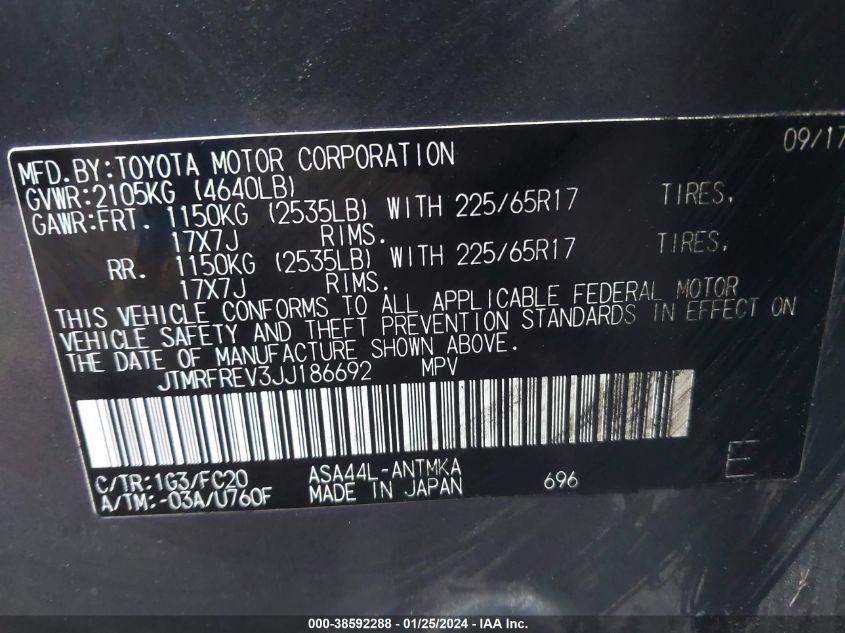 09/17
MFD.BY:TOYOTA MOTOR CORPORATION
GVWR:2105KG (4640LB)
GAWR:FRT. 1150KG (2535LB) WITH 225/65R17 TIRES,
17X7J RIMS.
RR. 1150KG (2535LB) WITH 225/65R17 TIRES,
17X7J RIMS.
THIS VEHICLE CONFORMS TO ALL APPLICABLE FEDERAL MOTOR
VEHICLE SAFETY AND THEFT PREVENTION STANDARDS IN EFFECT ON
THE DATE OF MANUFACTURE SHOWN ABOVE.
JTMRFREV3JJ186692 MPV
C/TR:1G3/FC20 ASA44L-ANTMKA 696 E
A/TM:-03A/U760F MADE IN JAPAN
000-38592288 - 01/25/2024 - IAA Inc.